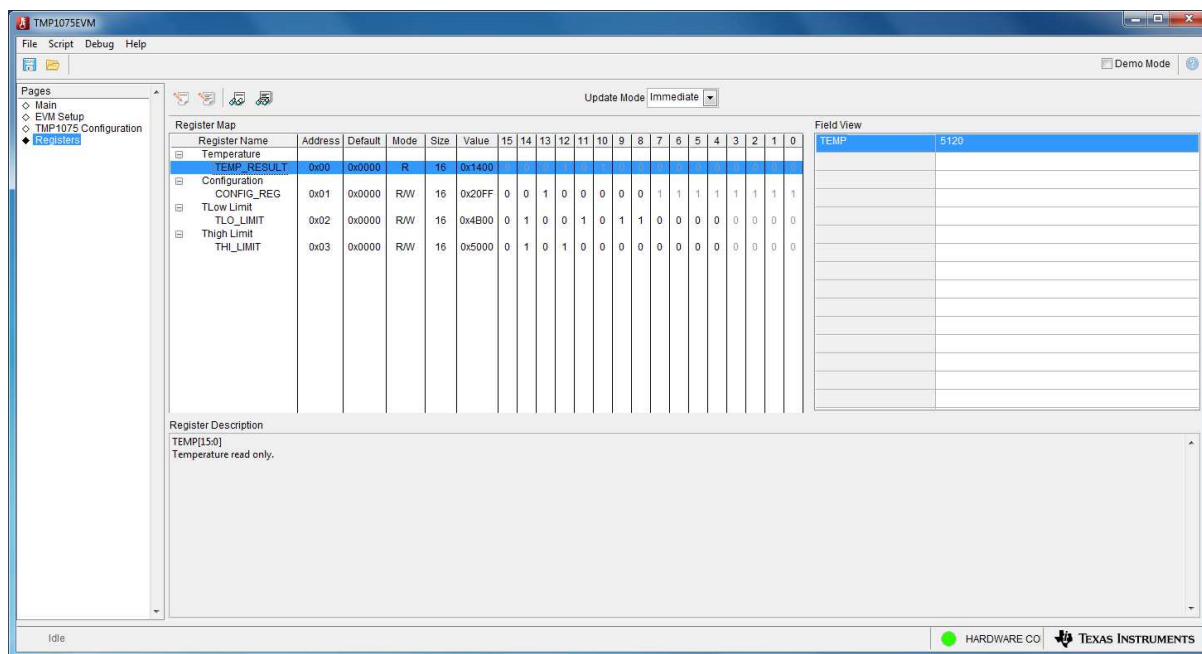 TMP1075EVM
File Script Debug Help
Demo Mode
Pages
Main
EVM Setup
TMP1075 Configuration
Registers
Update Mode Immediate
Register Map
Register Name Address Default Mode Size Value 15 14 13 12 11 10 9 8 7 6 5 4 3 2 1 0
Temperature
TEMP_RESULT 0x00 0x0000 R 16 0x1400
Configuration
CONFIG_REG 0x01 0x0000 R/W 16 0x20FF 0 0 1 0 0 0 0 0 1 1 1 1 1 1 1 1
TLow Limit
TLO_LIMIT 0x02 0x0000 R/W 16 0x4B00 0 1 0 0 1 0 1 1 0 0 0 0 0 0 0 0
Thigh Limit
THI_LIMIT 0x03 0x0000 R/W 16 0x5000 0 1 0 1 0 0 0 0 0 0 0 0 0 0 0 0
Field View
TEMP 5120
Register Description
TEMP[15:0]
Temperature read only.
Idle
HARDWARE CO
TEXAS INSTRUMENTS